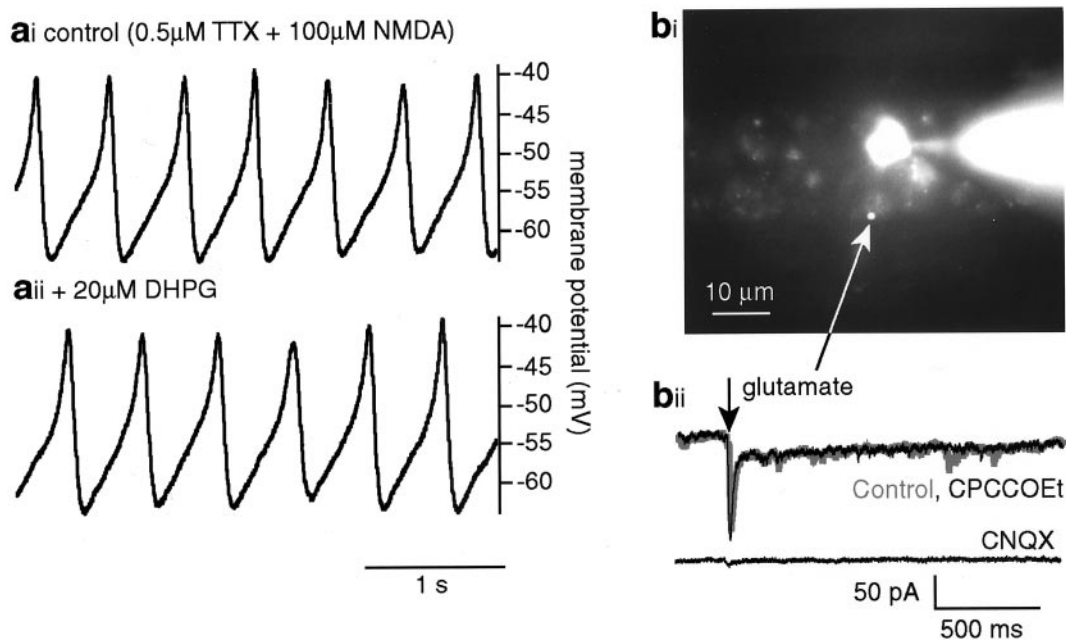 ai control (0.5µM TTX + 100µM NMDA)
-40
-45
-50
-55
-60
aii + 20µM DHPG
-40
-45
-50
-55
-60
membrane potential (mV)
1 s
bi
10 µm
bii
glutamate
Control, CPCCOEt
CNQX
50 pA
500 ms